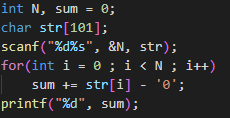 int N, sum = 0;
char str[101];
scanf("%d%s", &N, str);
for(int i = 0 ; i < N ; i++)
    sum += str[i] - '0';
printf("%d", sum);